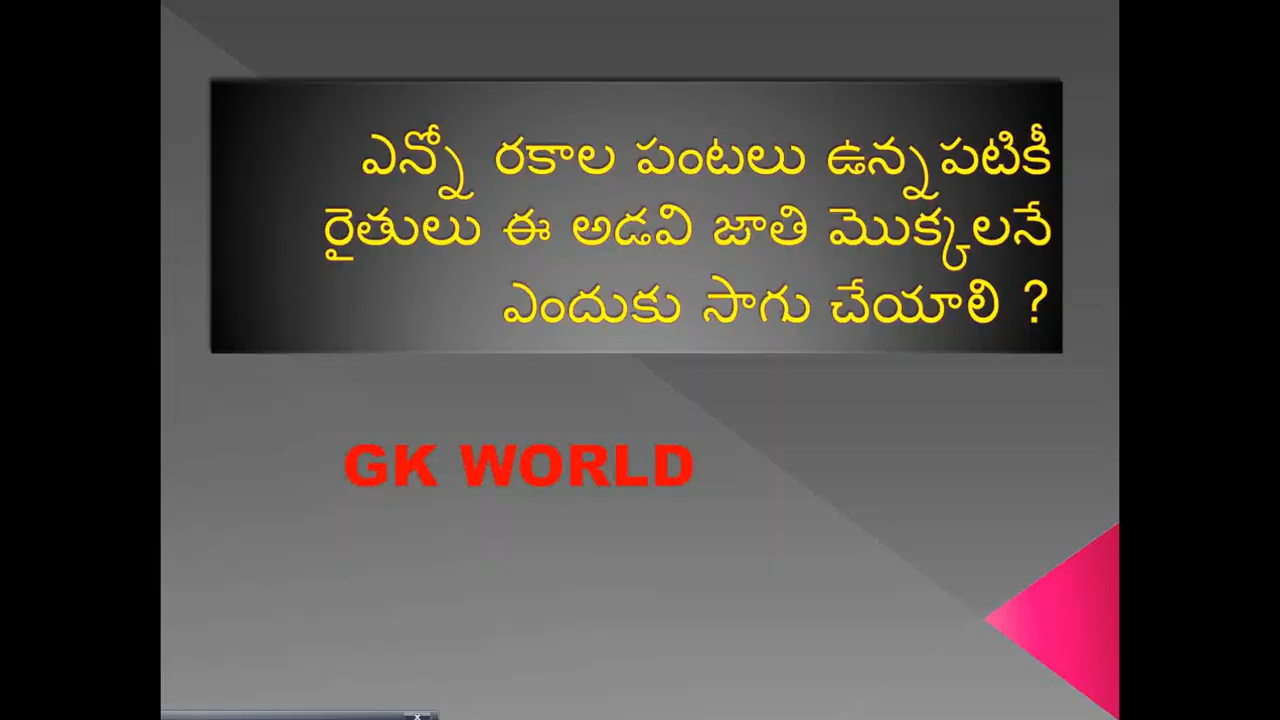 ఎన్నో రకాల పంటలు ఉన్నపటికీ
రైతులు ఈ అడవి జాతి మొక్కలనే
ఎందుకు సాగు చేయాలి ?
GK WORLD